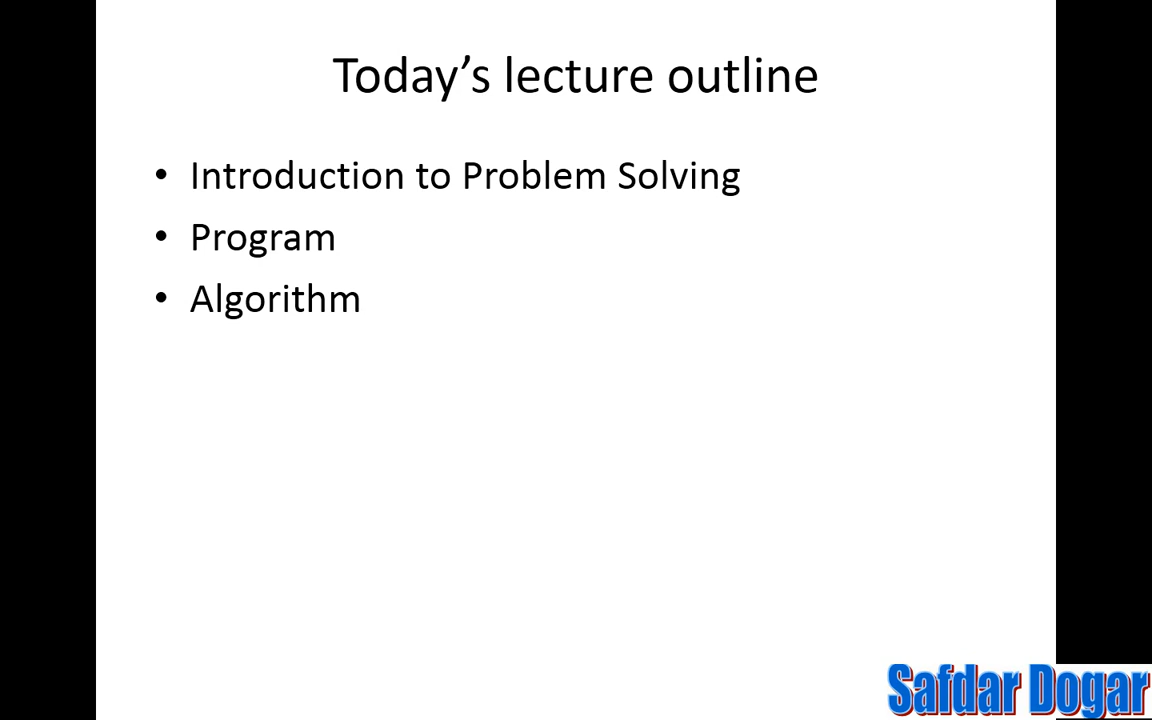 Today’s lecture outline
• Introduction to Problem Solving
• Program
• Algorithm
Safdar Dogar